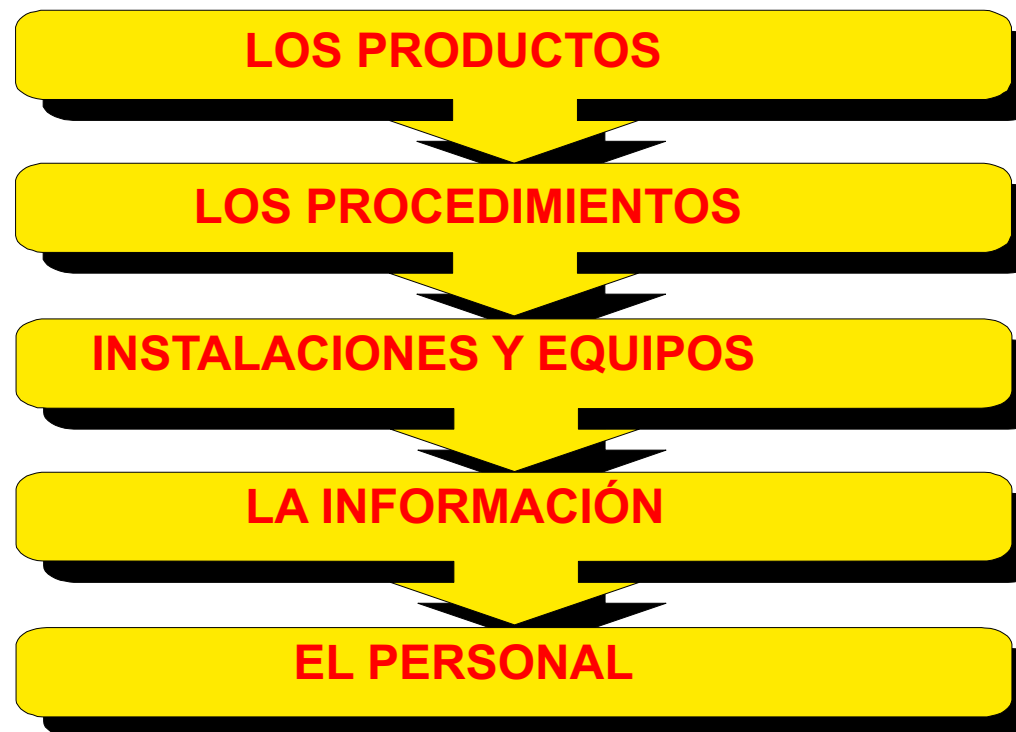 LOS PRODUCTOS
LOS PROCEDIMIENTOS
INSTALACIONES Y EQUIPOS
LA INFORMACIÓN
EL PERSONAL